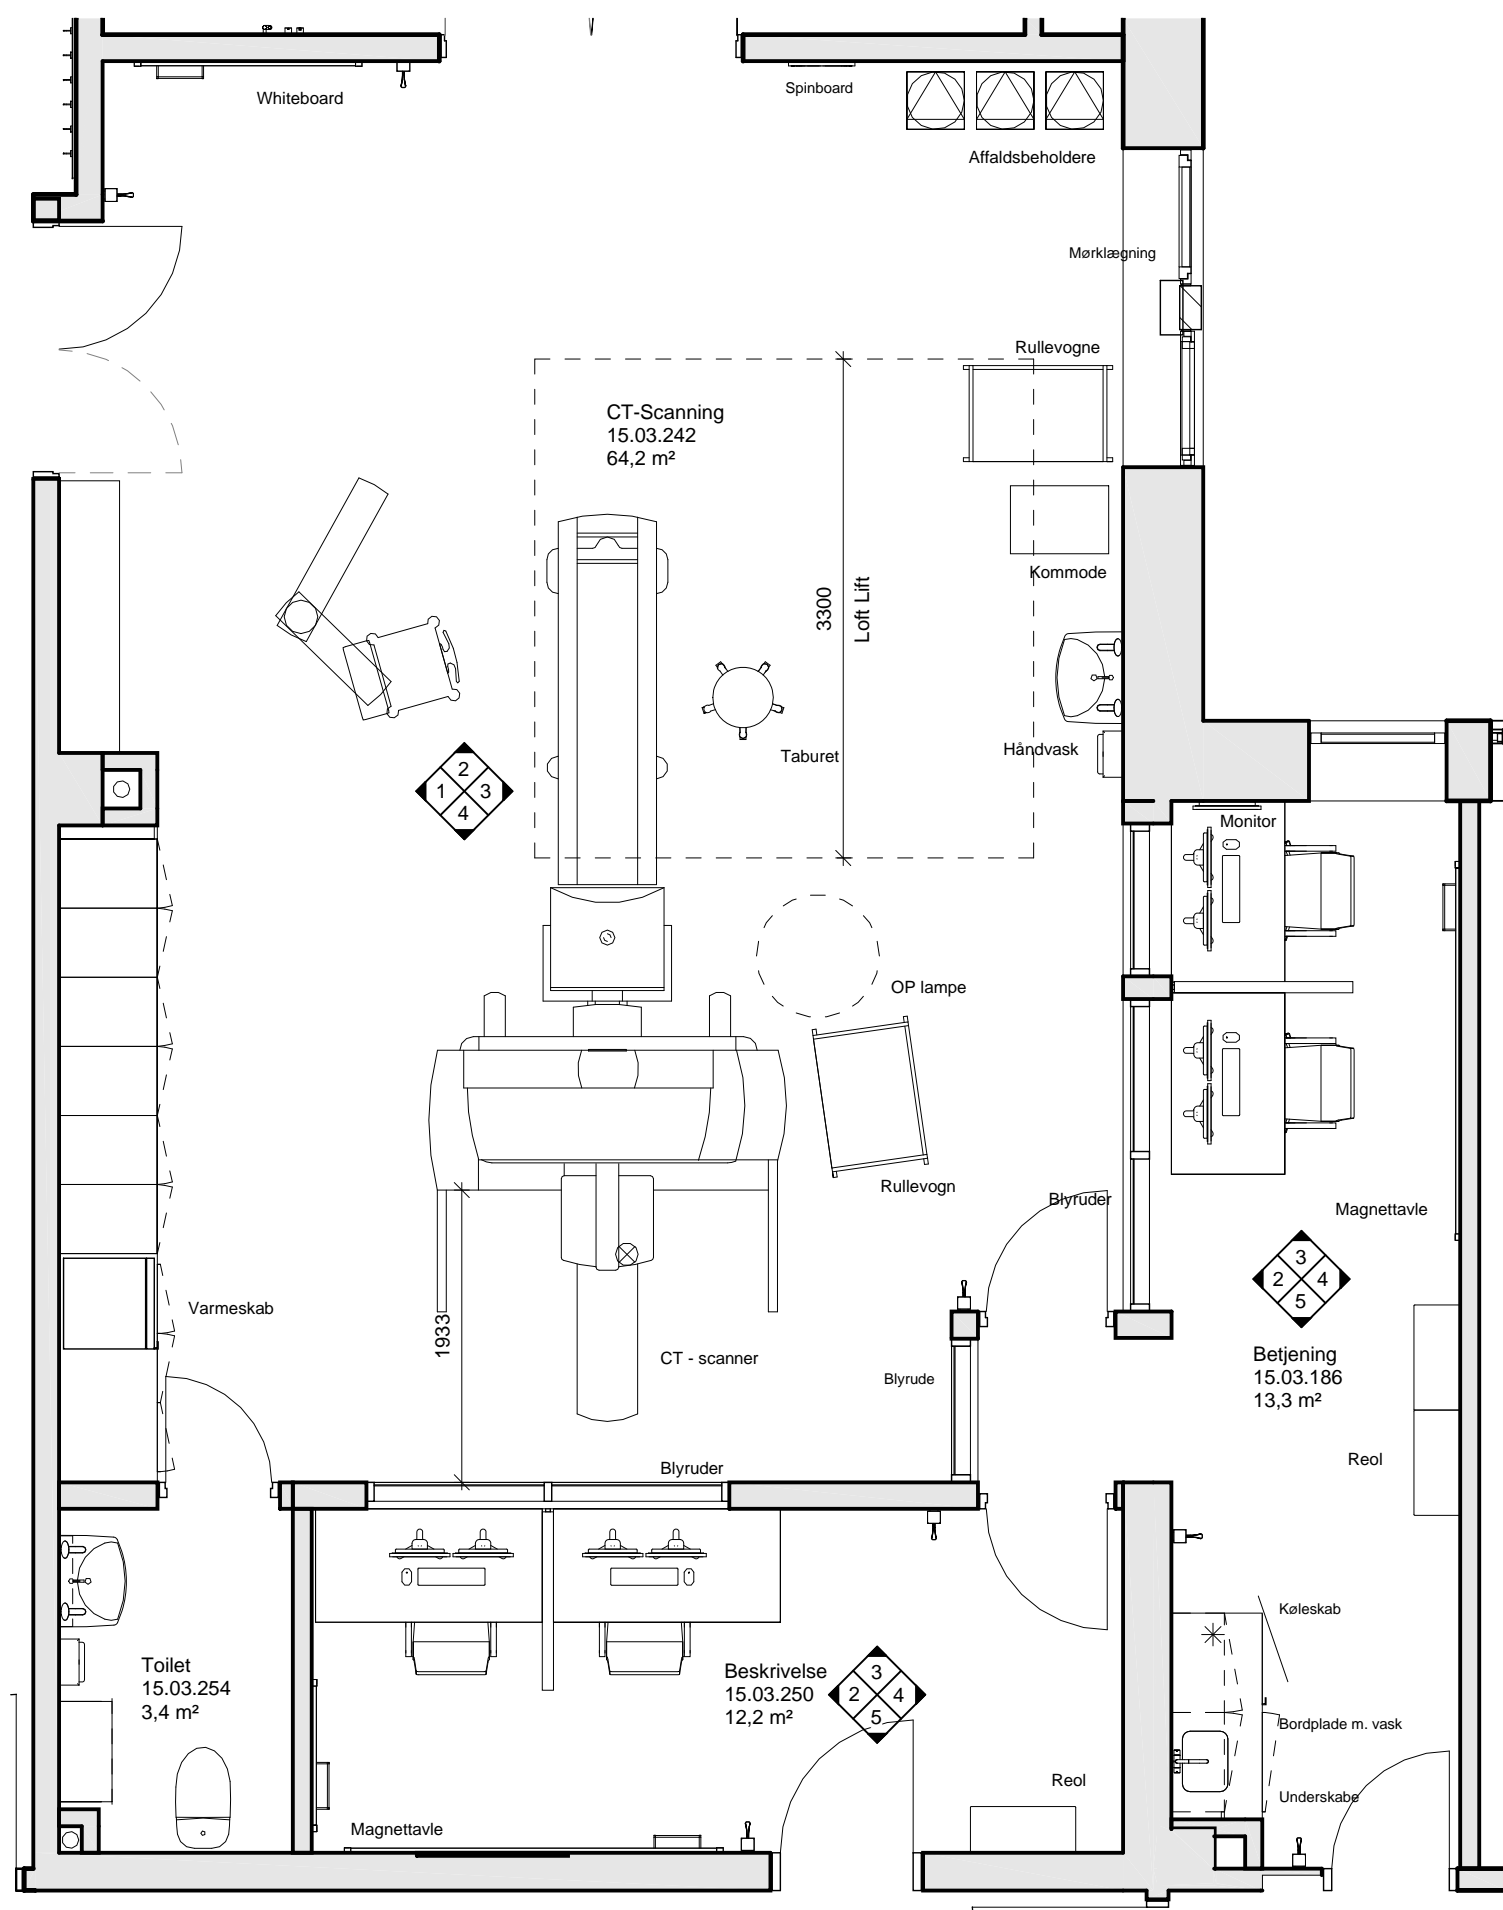 Whiteboard
Spinboard
Affaldsbeholdere
Mørklægning
Rullevogne
CT-Scanning
15.03.242
64,2 m²
3300
Loft Lift
Kommode
Taburet
Håndvask
2
1
3
4
Monitor
OP lampe
Rullevogn
Blyruder
Magnettavle
3
2
4
5
Varmeskab
1933
CT - scanner
Blyrude
Betjening
15.03.186
13,3 m²
Reol
Blyruder
Køleskab
Toilet
15.03.254
3,4 m²
Beskrivelse
15.03.250
12,2 m²
3
2
4
5
Bordplade m. vask
Reol
Underskabe
Magnettavle